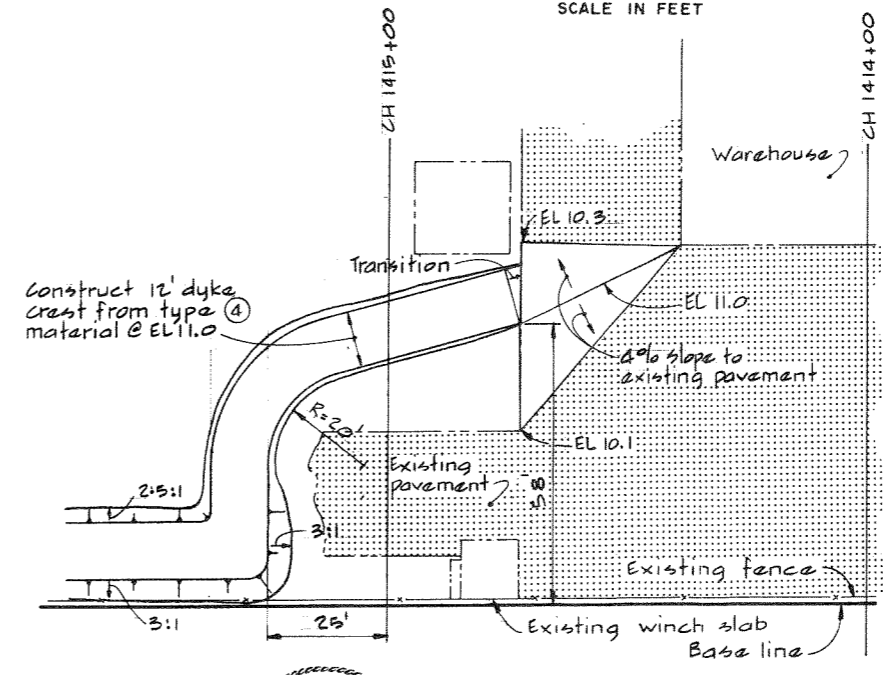 SCALE IN FEET
CH 1415+00
CH 1414+00
Warehouse
EL 10.3
Transition
Construct 12' dyke
crest from type 4
material @ EL 11.0
EL 11.0
4% slope to
existing pavement
R=20'
EL 10.1
Existing
pavement
58'
2:5:1
3:1
Existing fence
3:1
25'
Existing winch slab
Base line